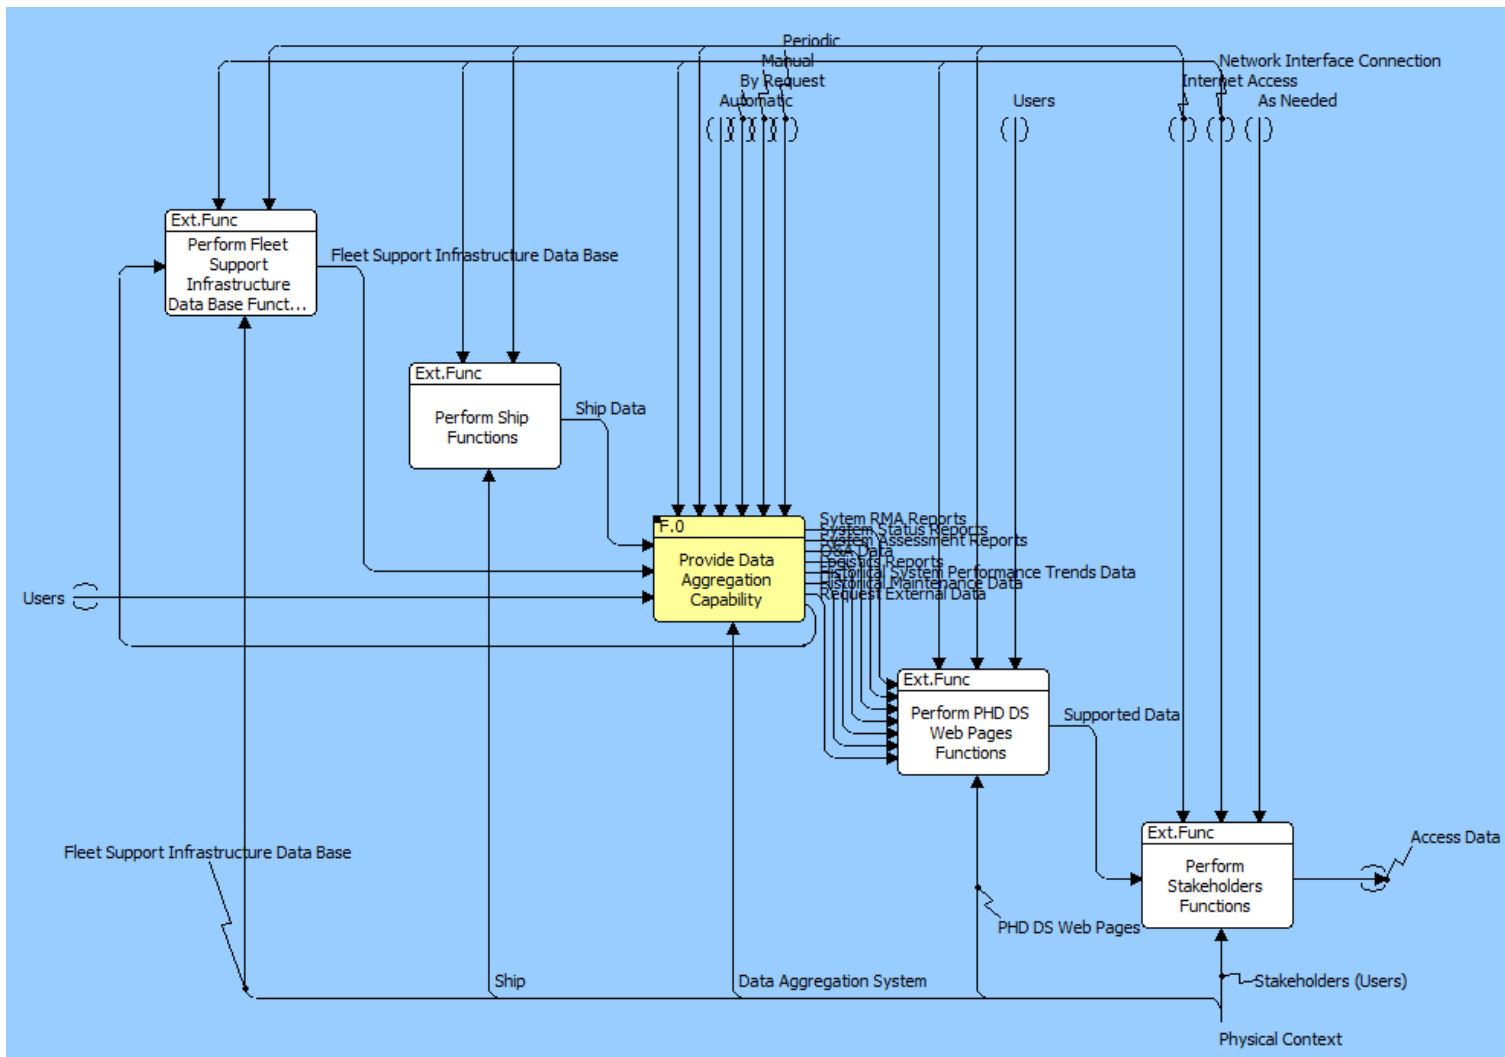 Periodic
Manual
Network Interface Connection
By Request
Internet Access
Automatic
Users
As Needed
Ext.Func
Perform Fleet
Support
Infrastructure
Data Base Funct...
Fleet Support Infrastructure Data Base
Ext.Func
Perform Ship
Functions
Ship Data
F.0
Provide Data
Aggregation
Capability
Sytem RMA Reports
System Status Reports
System Assessment Reports
Q&A Data
Logistics Reports
Historical System Performance Trends Data
Historical Maintenance Data
Request External Data
Users
Ext.Func
Perform PHD DS
Web Pages
Functions
Supported Data
Ext.Func
Perform
Stakeholders
Functions
Access Data
Fleet Support Infrastructure Data Base
PHD DS Web Pages
Ship
Data Aggregation System
Stakeholders (Users)
Physical Context